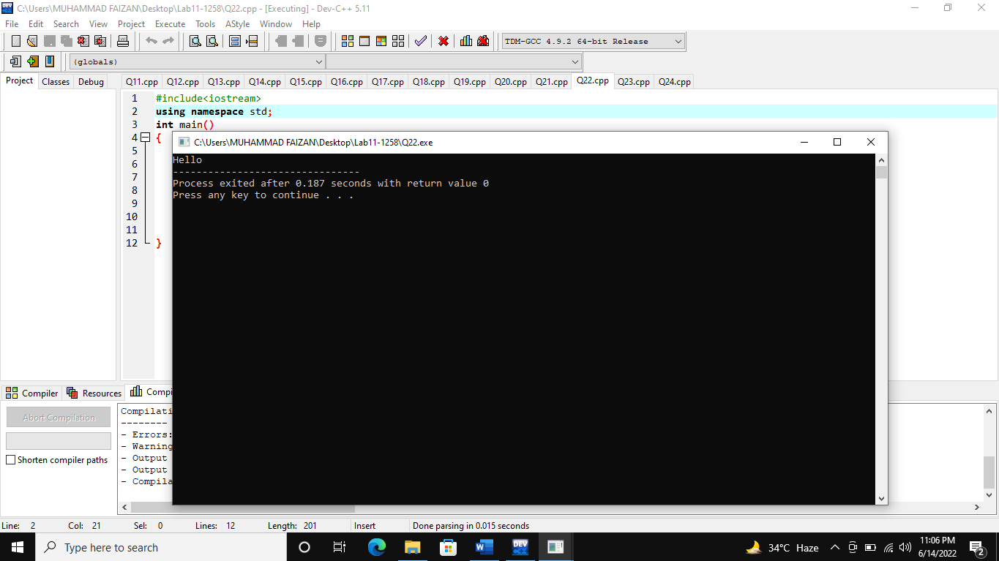 C:\Users\MUHAMMAD FAIZAN\Desktop\Lab11-1258\Q22.cpp - [Executing] - Dev-C++ 5.11
File Edit Search View Project Execute Tools AStyle Window Help
TDM-GCC 4.9.2 64-bit Release
(globals)
Project Classes Debug Q11.cpp Q12.cpp Q13.cpp Q14.cpp Q15.cpp Q16.cpp Q17.cpp Q18.cpp Q19.cpp Q20.cpp Q21.cpp Q22.cpp Q23.cpp Q24.cpp
1 #include<iostream>
2 using namespace std;
3 int main()
4 {
5
6
7
8
9
10
11
12 }
C:\Users\MUHAMMAD FAIZAN\Desktop\Lab11-1258\Q22.exe
Hello
--------------------------------
Process exited after 0.187 seconds with return value 0
Press any key to continue . . .
Compiler Resources Compi
Abort Compilation
Shorten compiler paths
Compilati
--------
- Errors:
- Warning
- Output
- Output
- Compila
Line: 2 Col: 21 Sel: 0 Lines: 12 Length: 201 Insert Done parsing in 0.015 seconds
Type here to search
DEV C++
34°C Haze
11:06 PM
6/14/2022
2